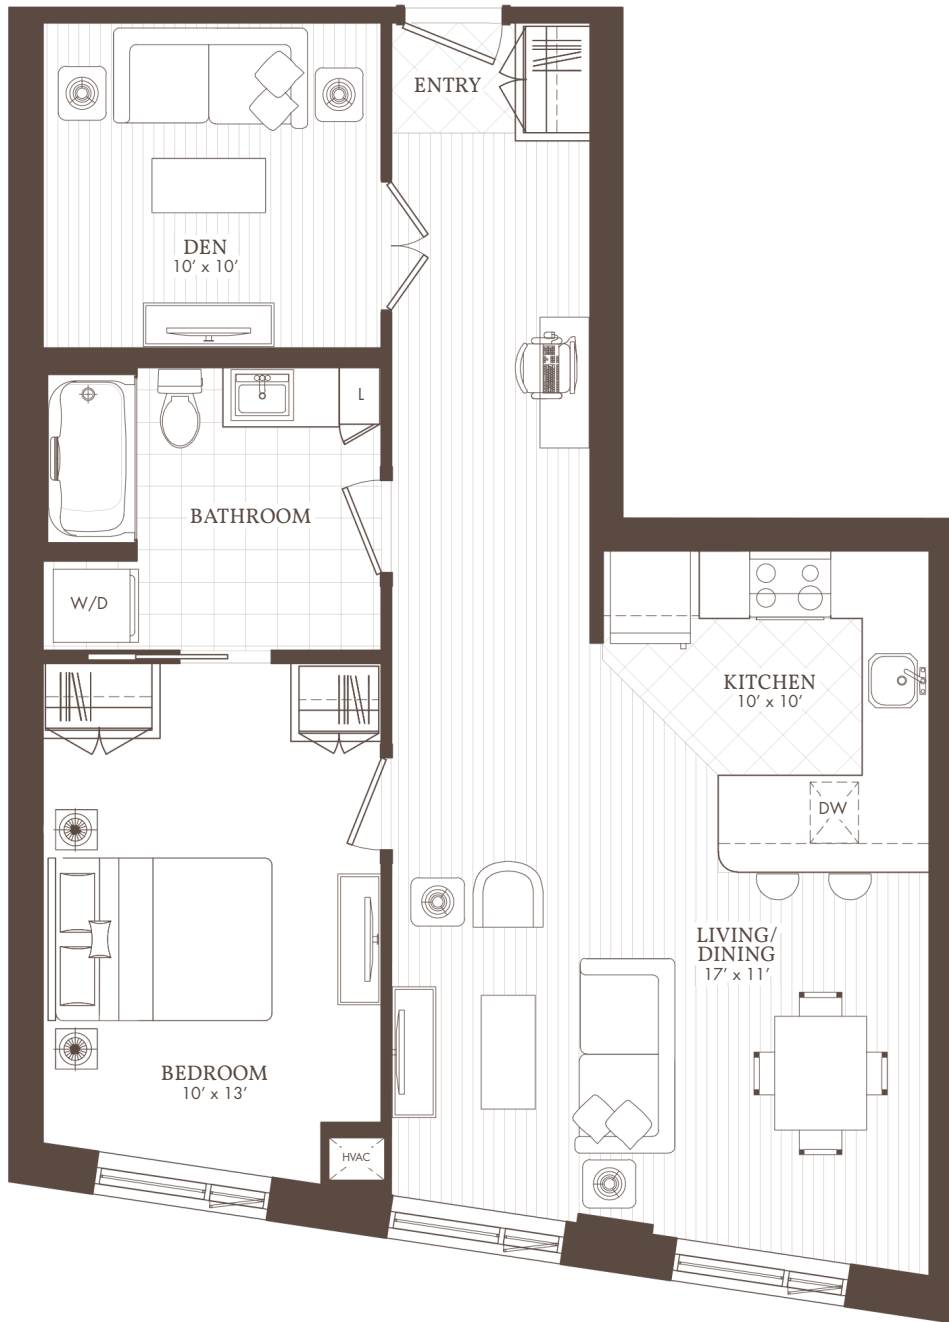 ENTRY
DEN
10’ x 10’
L
BATHROOM
W/D
KITCHEN
10’ x 10’
DW
LIVING/
DINING
17’ x 11’
BEDROOM
10’ x 13’
HVAC